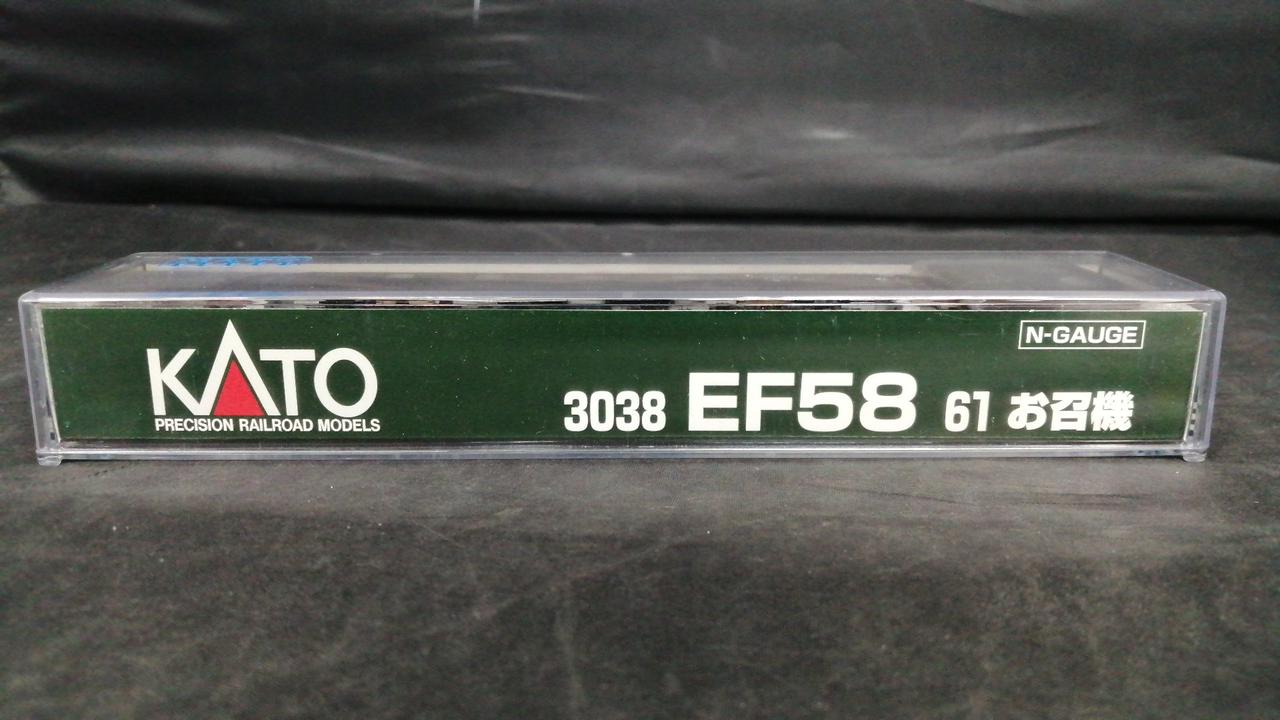 N-GAUGE
KATO
PRECISION RAILROAD MODELS
3038 EF58 61 お召機